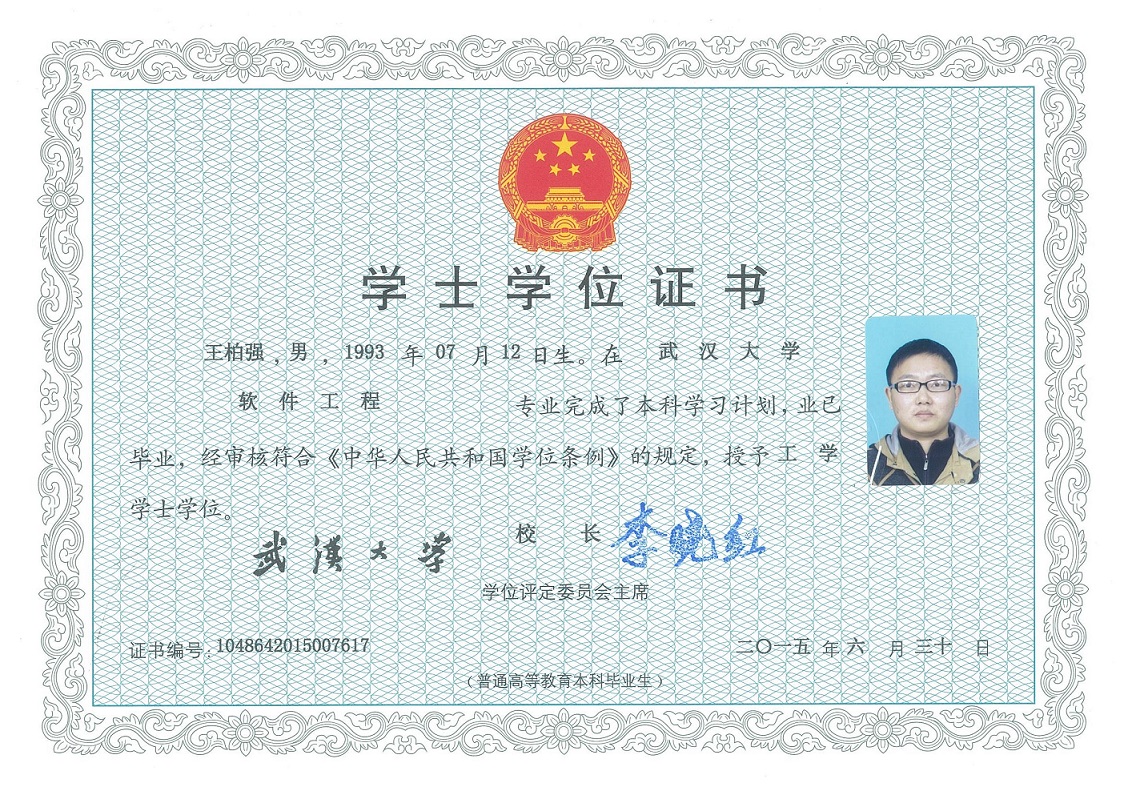 学士学位证书
王柏强，男，1993 年 07 月 12 日生。在 武汉大学
软件工程 专业完成了本科学习计划，业已
毕业，经审核符合《中华人民共和国学位条例》的规定，授予 工学
学士学位。
武漢大学 校长 李晓红
学位评定委员会主席
证书编号：1048642015007617 二〇一五 年 六 月 三十 日
（普通高等教育本科毕业生）